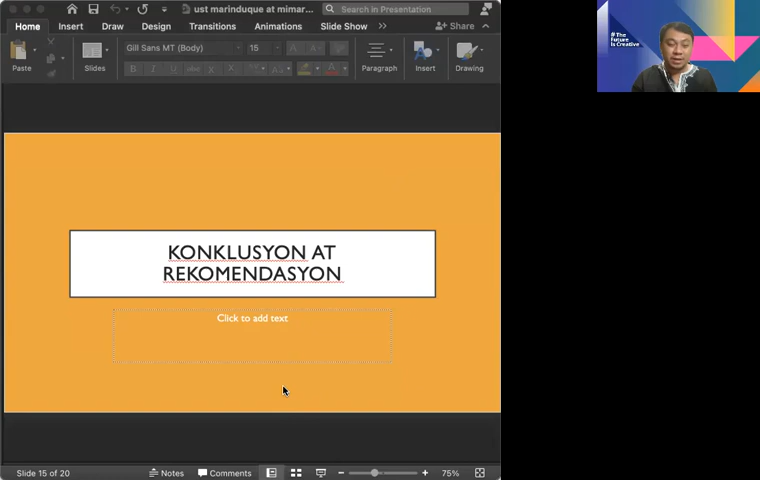 ust marinduque at mimar...
Search in Presentation
Home
Insert
Draw
Design
Transitions
Animations
Slide Show
Share
Gill Sans MT (Body)
15
Paste
Slides
Paragraph
Insert
Drawing
# The
Future
Is Creative
KONKLUSYON AT
REKOMENDASYON
Click to add text
Slide 15 of 20
Notes
Comments
75%